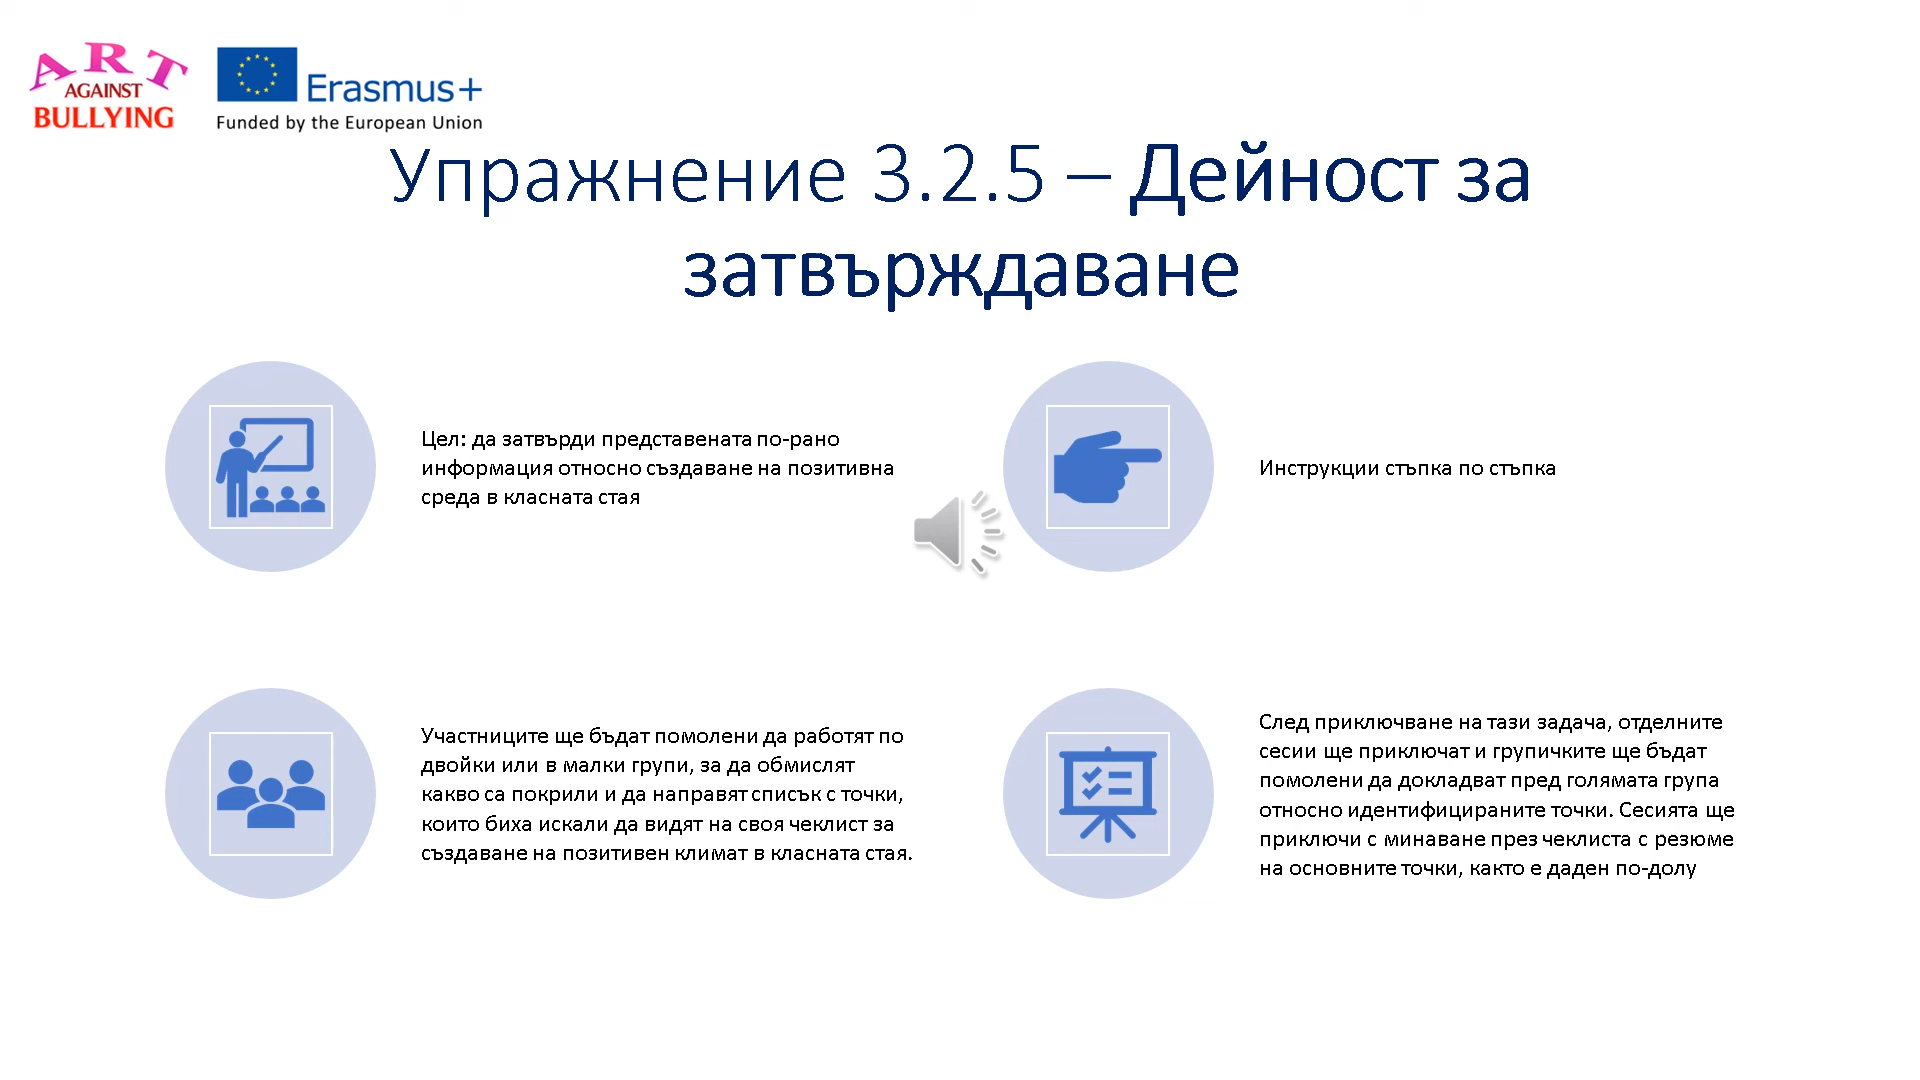 ART
AGAINST
BULLYING
Erasmus+
Funded by the European Union
Упражнение 3.2.5 – Дейност за
затвърждаване
Цел: да затвърди представената по-рано
информация относно създаване на позитивна
среда в класната стая
Инструкции стъпка по стъпка
Участниците ще бъдат помолени да работят по
двойки или в малки групи, за да обмислят
какво са покрили и да направят списък с точки,
които биха искали да видят на своя чеклист за
създаване на позитивен климат в класната стая.
След приключване на тази задача, отделните
сесии ще приключат и групичките ще бъдат
помолени да докладват пред голямата група
относно идентифицираните точки. Сесията ще
приключи с минаване през чеклиста с резюме
на основните точки, както е даден по-долу